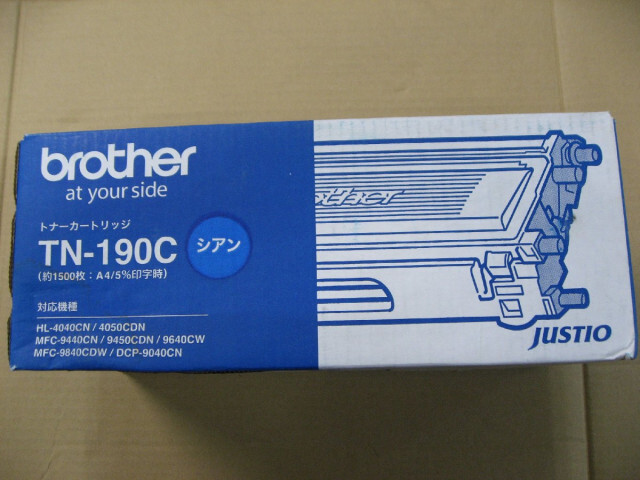 brother
at your side
トナーカートリッジ
TN-190C
シアン
(約1500枚：A4/5%印字時)
対応機種
HL-4040CN / 4050CDN
MFC-9440CN / 9450CDN / 9640CW
MFC-9840CDW / DCP-9040CN
brother
JUSTIO